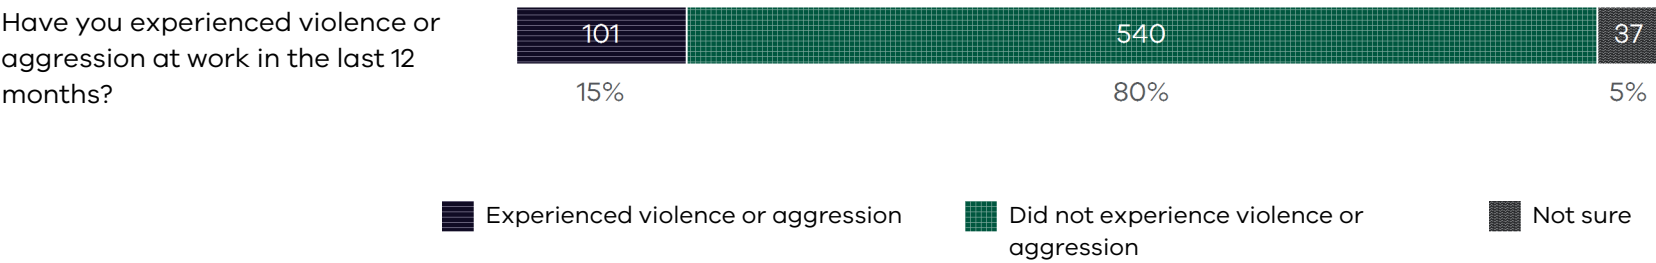 Have you experienced violence or
aggression at work in the last 12
months?
101
540
37
15%
80%
5%
Experienced violence or aggression
Did not experience violence or
aggression
Not sure